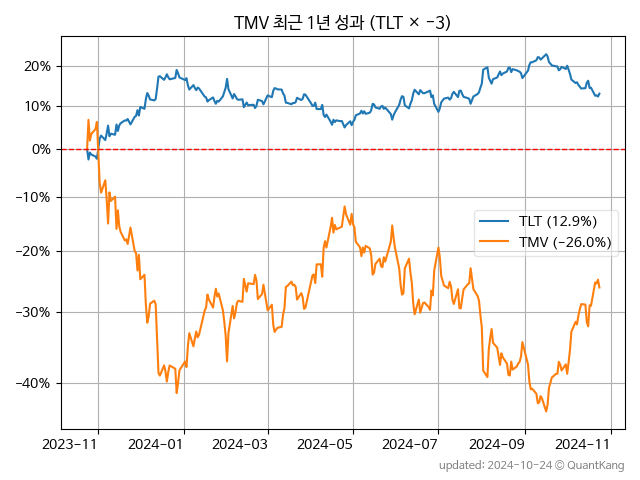 TMV 최근 1년 성과 (TLT × −3)
20%
10%
0%
−10%
−20%
−30%
−40%
TLT (12.9%)
TMV (−26.0%)
2023-11 2024-01 2024-03 2024-05 2024-07 2024-09 2024-11
updated: 2024-10-24 © QuantKang